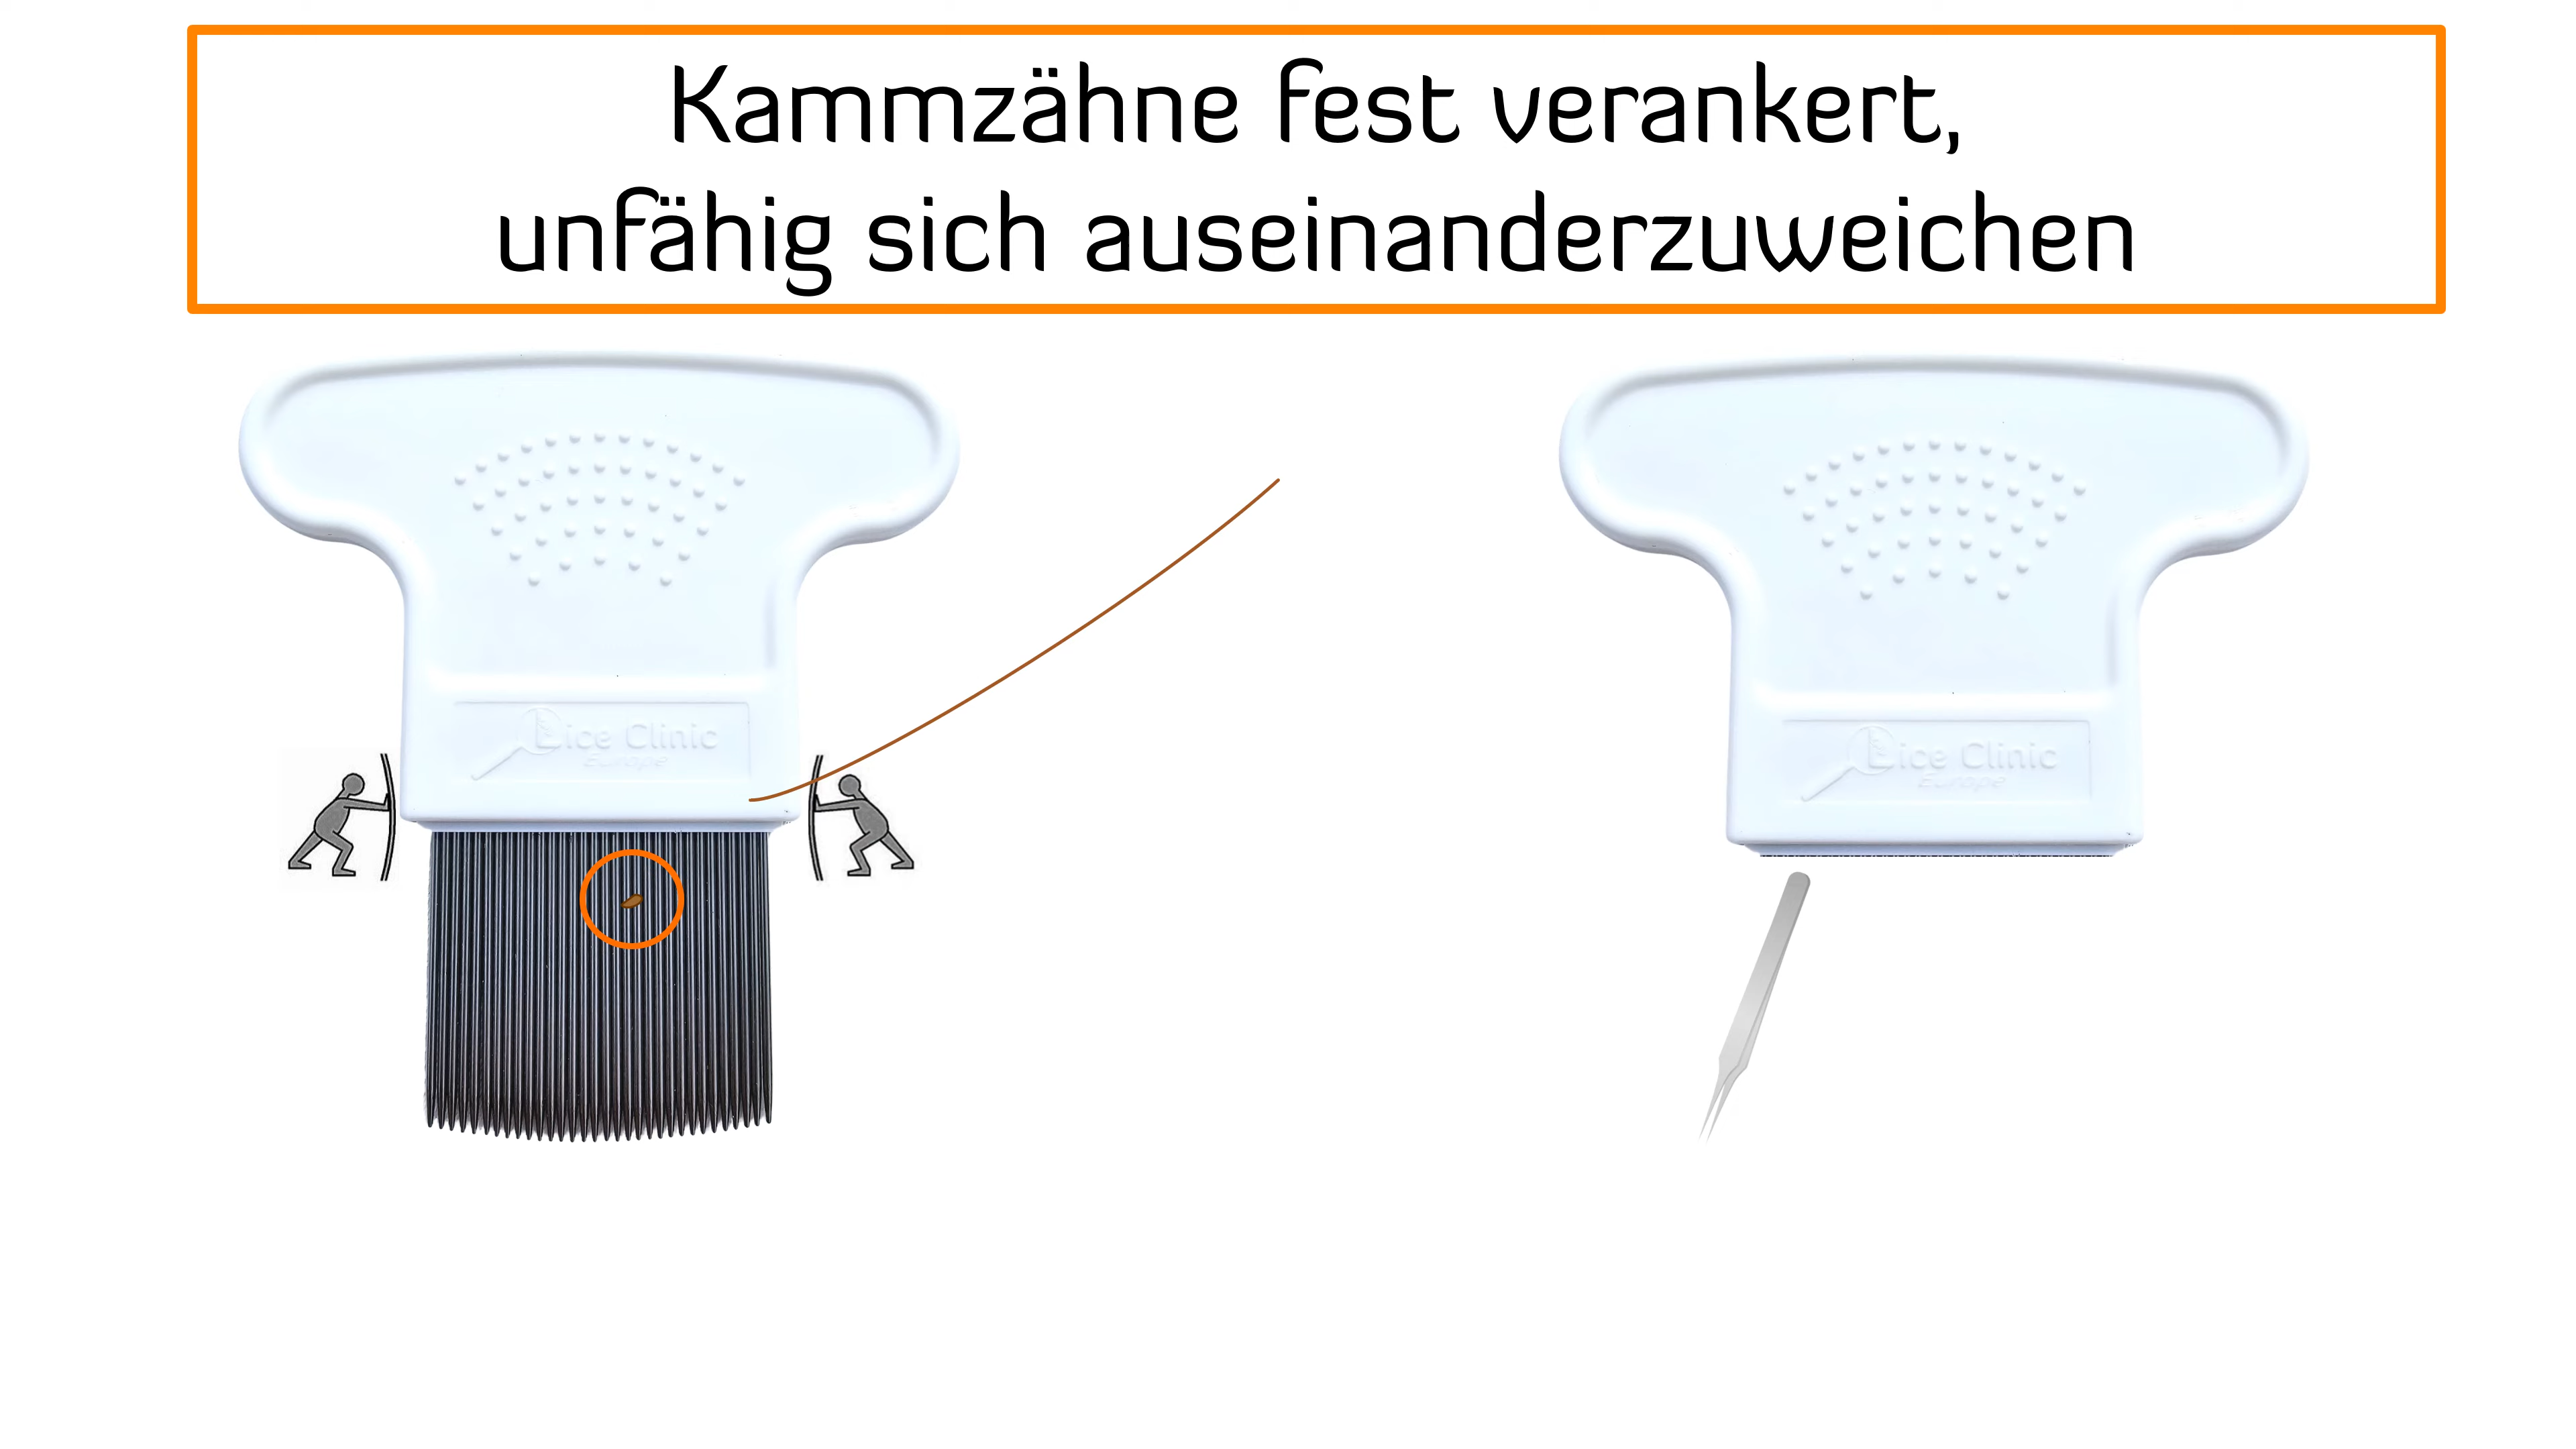 Kammzähne fest verankert,
unfähig sich auseinanderzuweichen
Lice Clinic
Europe
Lice Clinic
Europe